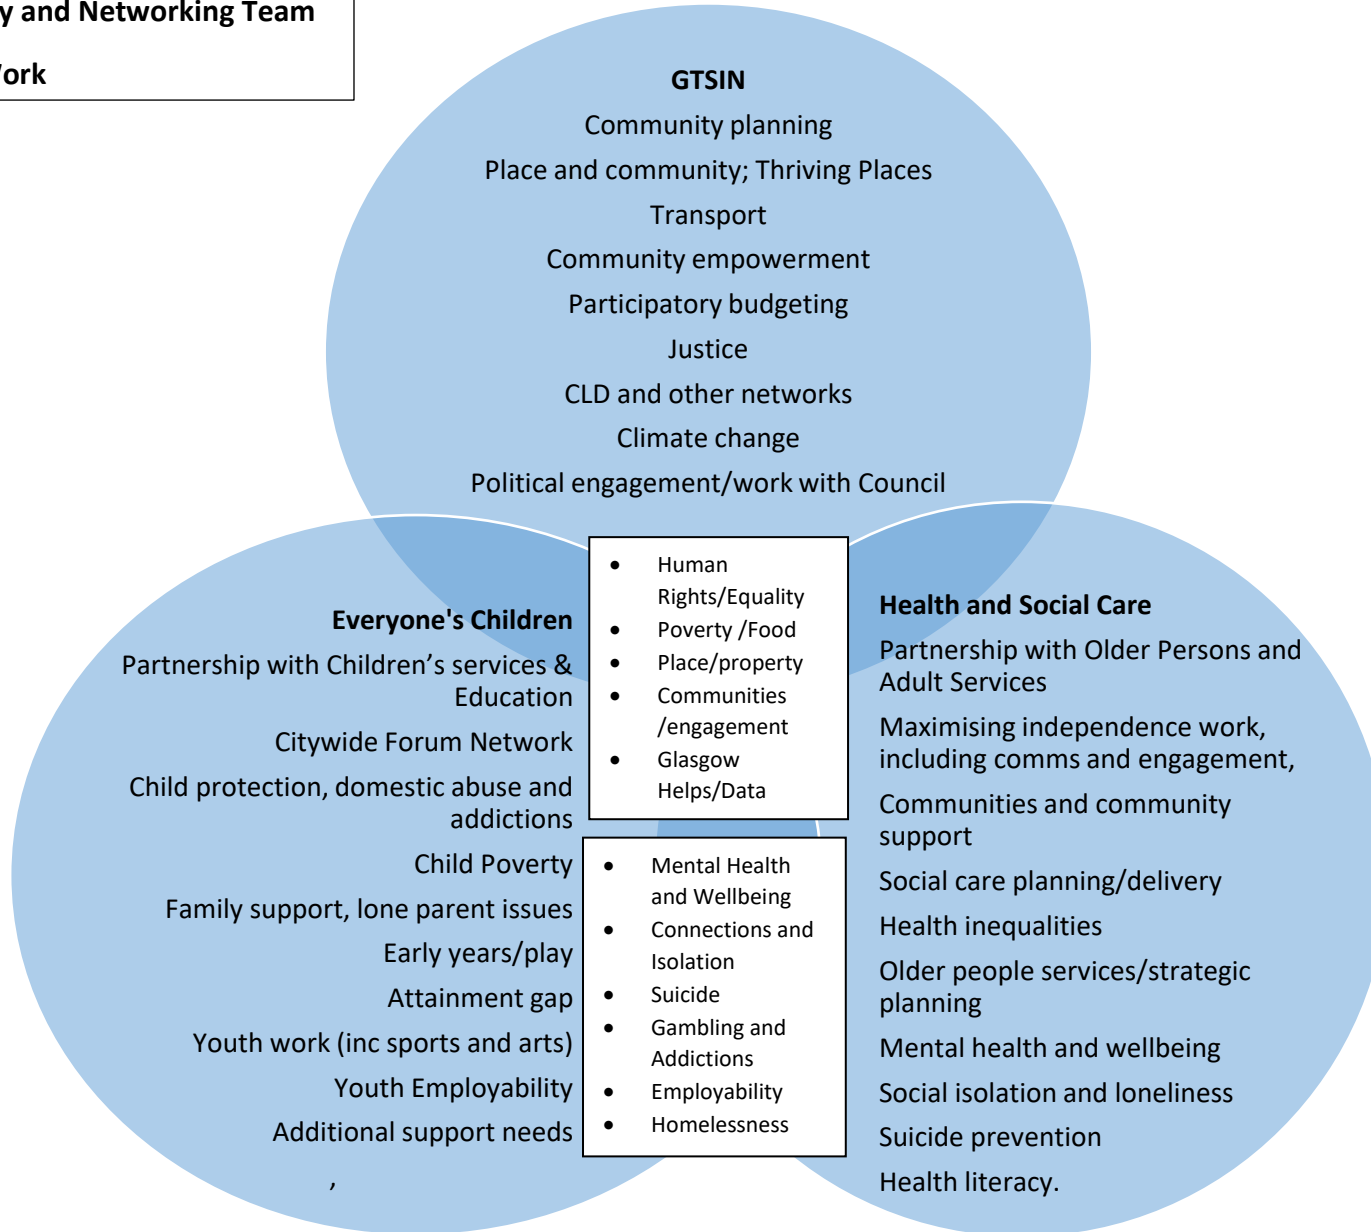 y and Networking Team
Work
GTSIN
Community planning
Place and community; Thriving Places
Transport
Community empowerment
Participatory budgeting
Justice
CLD and other networks
Climate change
Political engagement/work with Council
Everyone's Children
Partnership with Children’s services &
Education
Citywide Forum Network
Child protection, domestic abuse and
addictions
Child Poverty
Family support, lone parent issues
Early years/play
Attainment gap
Youth work (inc sports and arts)
Youth Employability
Additional support needs
,
• Human
Rights/Equality
• Poverty /Food
• Place/property
• Communities
/engagement
• Glasgow
Helps/Data
• Mental Health
and Wellbeing
• Connections and
Isolation
• Suicide
• Gambling and
Addictions
• Employability
• Homelessness
Health and Social Care
Partnership with Older Persons and
Adult Services
Maximising independence work,
including comms and engagement,
Communities and community
support
Social care planning/delivery
Health inequalities
Older people services/strategic
planning
Mental health and wellbeing
Social isolation and loneliness
Suicide prevention
Health literacy.